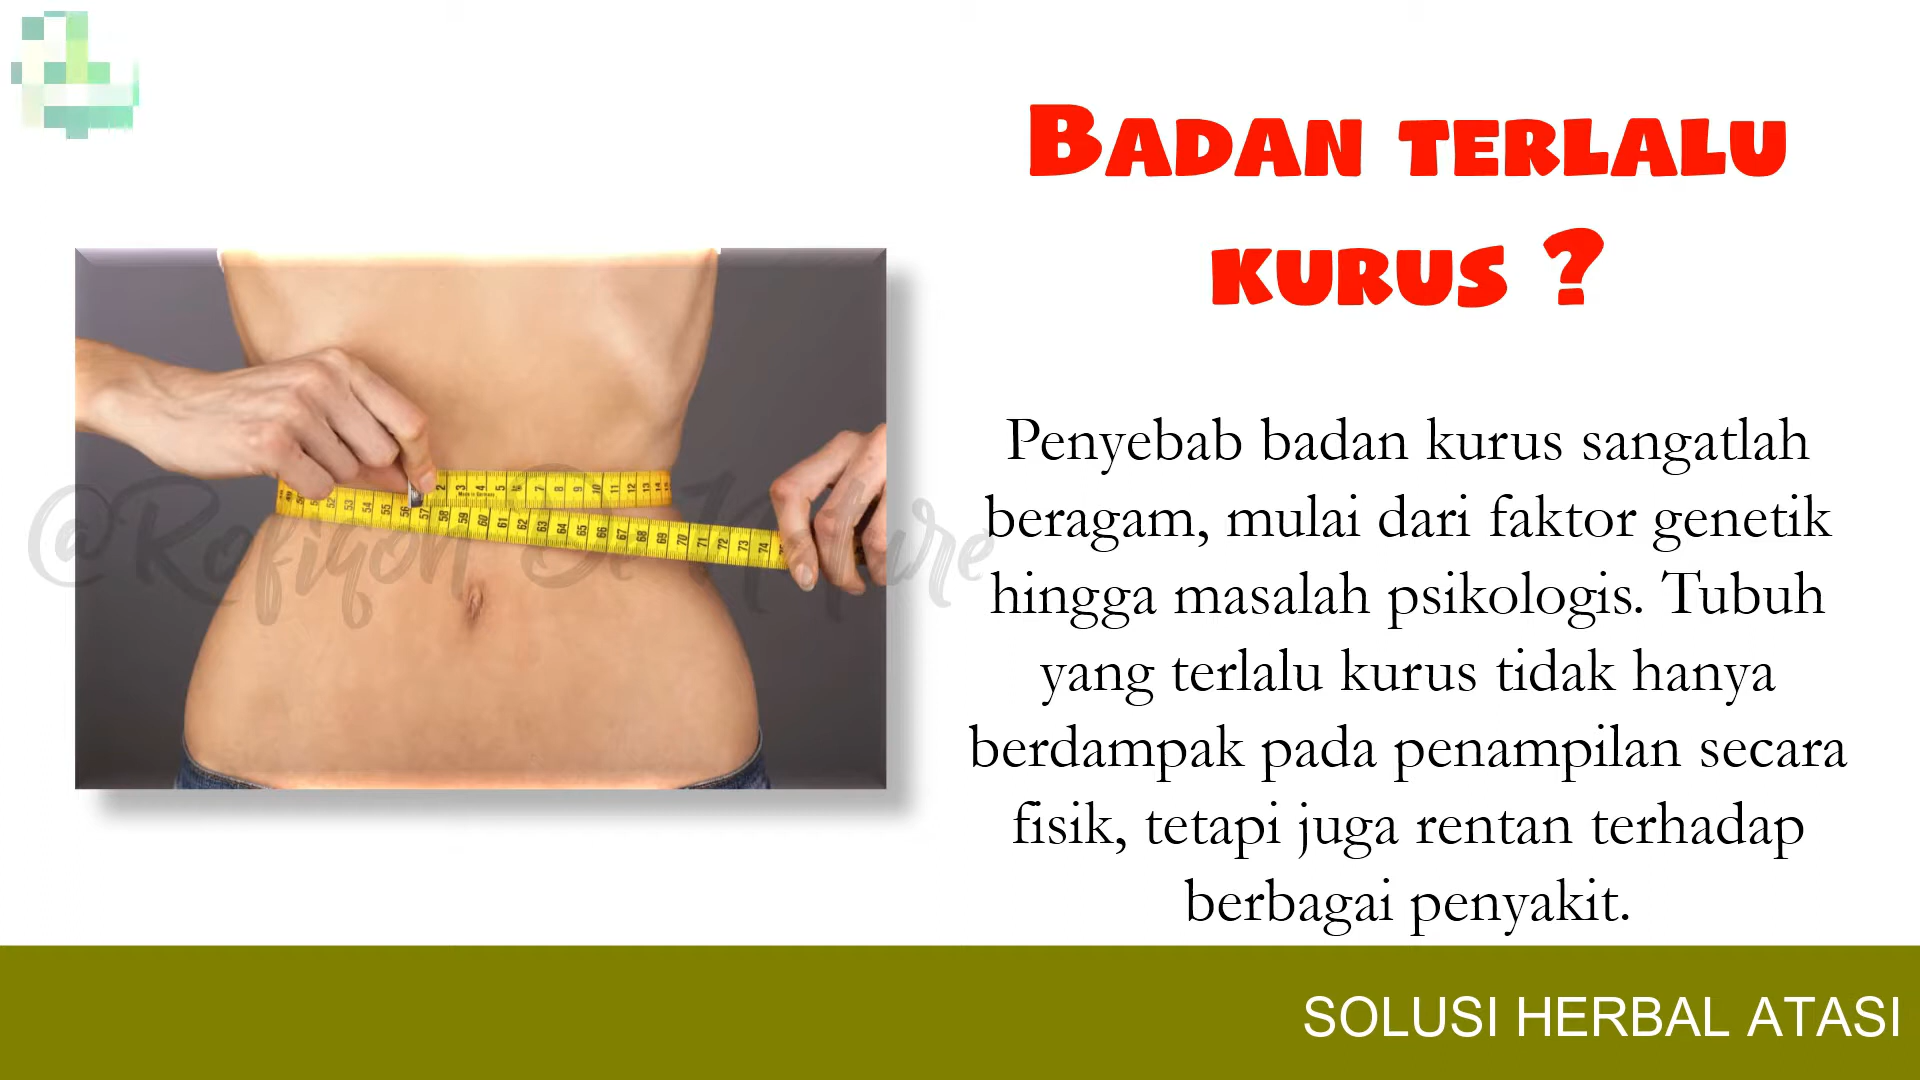 Badan terlalu
kurus ?
Penyebab badan kurus sangatlah
beragam, mulai dari faktor genetik
hingga masalah psikologis. Tubuh
yang terlalu kurus tidak hanya
berdampak pada penampilan secara
fisik, tetapi juga rentan terhadap
berbagai penyakit.
SOLUSI HERBAL ATASI